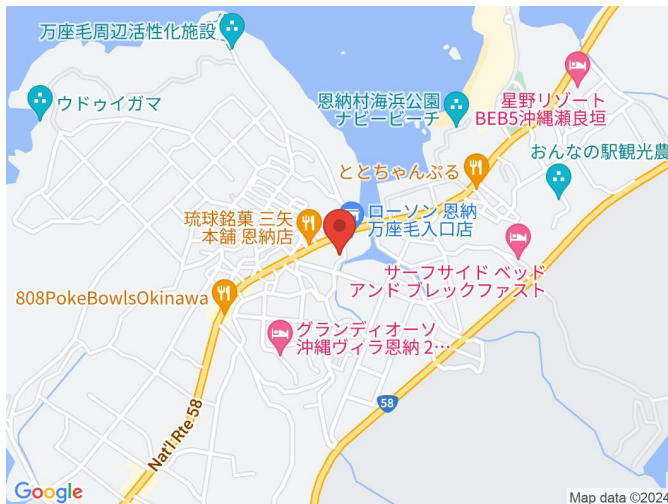 万座毛周辺活性化施設
ウドゥイガマ
恩納村海浜公園
ナビービーチ
星野リゾート
BEB5沖縄瀬良垣
ととちゃんぷる
おんなの駅観光農
琉球銘菓 三矢
本舗 恩納店
ローソン 恩納
万座毛入口店
サーフサイド ベッド
アンド ブレックファスト
808PokeBowlsOkinawa
グランディオーソ
沖縄ヴィラ恩納 2...
58
Nat'l Rte 58
Google
Map data ©2024